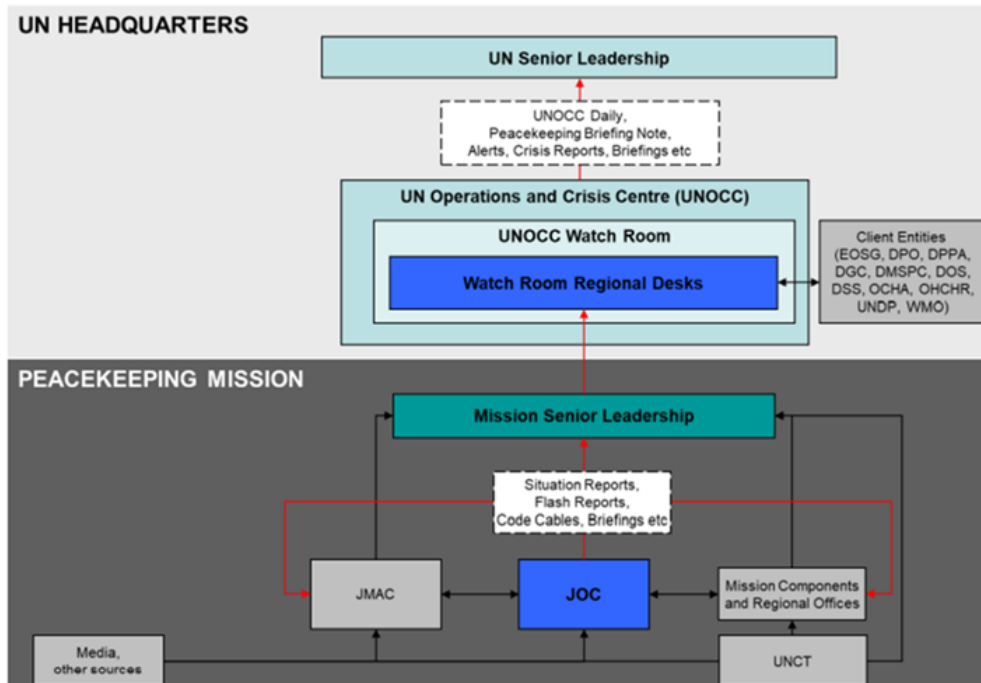 UN HEADQUARTERS
UN Senior Leadership
UNOCC Daily,
Peacekeeping Briefing Note,
Alerts, Crisis Reports, Briefings etc
UN Operations and Crisis Centre (UNOCC)
UNOCC Watch Room
Watch Room Regional Desks
Client Entities
(EOSG, DPO, DPPA,
DGC, DMSPC, DOS,
DSS, OCHA, OHCHR,
UNDP, WMO)
PEACEKEEPING MISSION
Mission Senior Leadership
Situation Reports,
Flash Reports,
Code Cables, Briefings etc
JMAC
JOC
Mission Components
and Regional Offices
Media,
other sources
UNCT